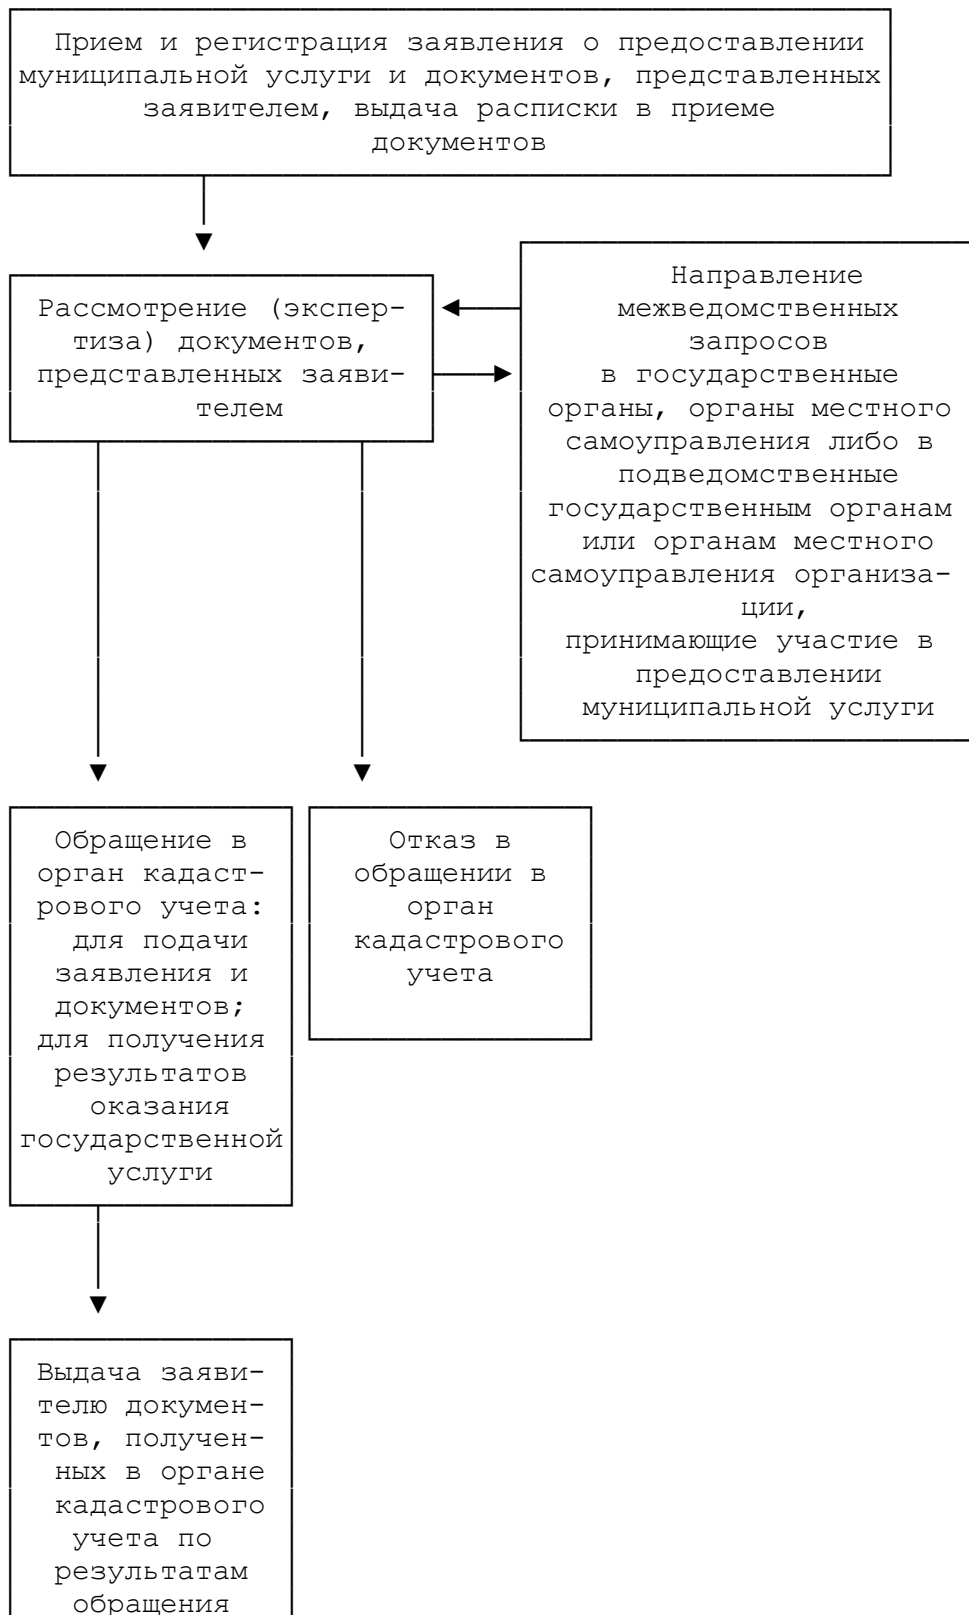 Прием и регистрация заявления о предоставлении
муниципальной услуги и документов, представленных
заявителем, выдача расписки в приеме
документов
Рассмотрение (экспер-
тиза) документов,
представленных заяви-
телем
Направление
межведомственных
запросов
в государственные
органы, органы местного
самоуправления либо в
подведомственные
государственным органам
или органам местного
самоуправления организа-
ции,
принимающие участие в
предоставлении
муниципальной услуги
Обращение в
орган кадаст-
рового учета:
для подачи
заявления и
документов;
для получения
результатов
оказания
государственной
услуги
Отказ в
обращении в
орган
кадастрового
учета
Выдача заяви-
телю докумен-
тов, получен-
ных в органе
кадастрового
учета по
результатам
обращения